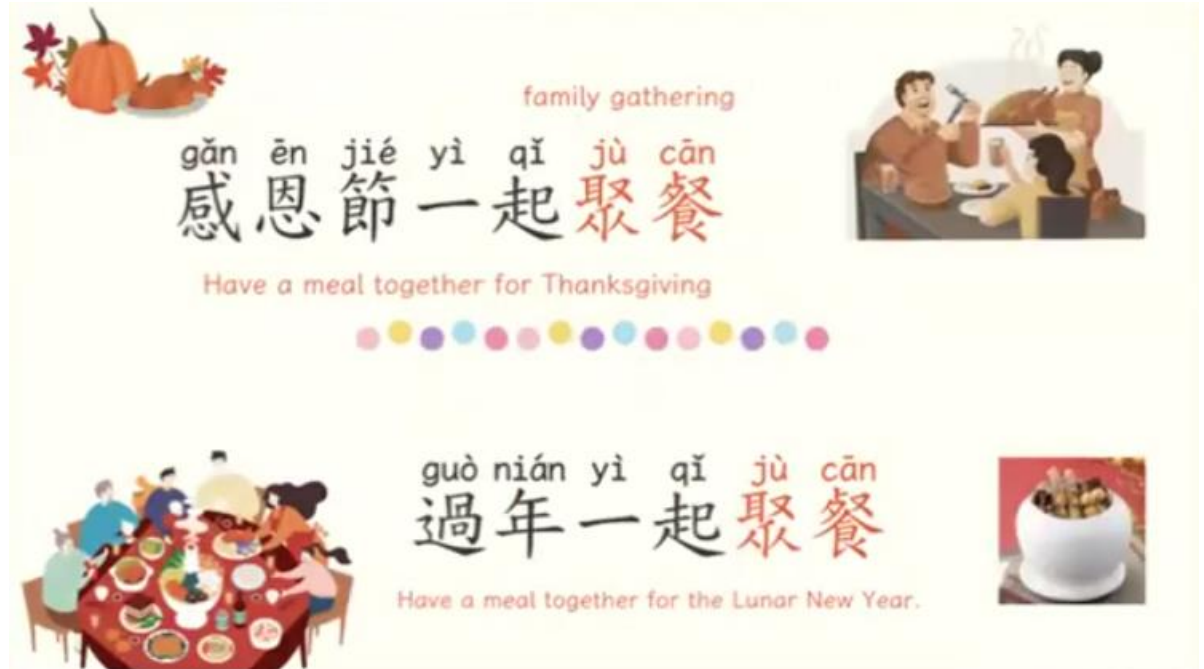 family gathering
gǎn ēn jié yì qǐ jù cān
感恩節一起聚餐
Have a meal together for Thanksgiving
guò nián yì qǐ jù cān
過年一起聚餐
Have a meal together for the Lunar New Year.